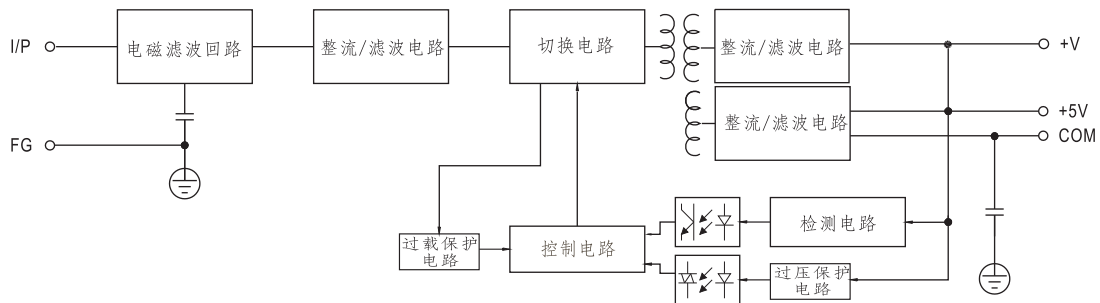 I/P
电磁滤波回路
整流/滤波电路
切换电路
整流/滤波电路
+V
整流/滤波电路
+5V
COM
FG
过载保护
电路
控制电路
检测电路
过压保护
电路